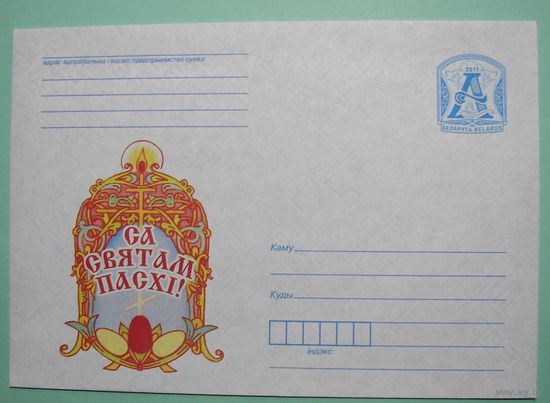 адрас адпраўшчыка і індэкс прадпрыемства сувязі
2011
А
БЕЛАРУСЬ BELARUS
СА
СВЯТАМ
ПАСХІ!
Каму
Куды
індэкс